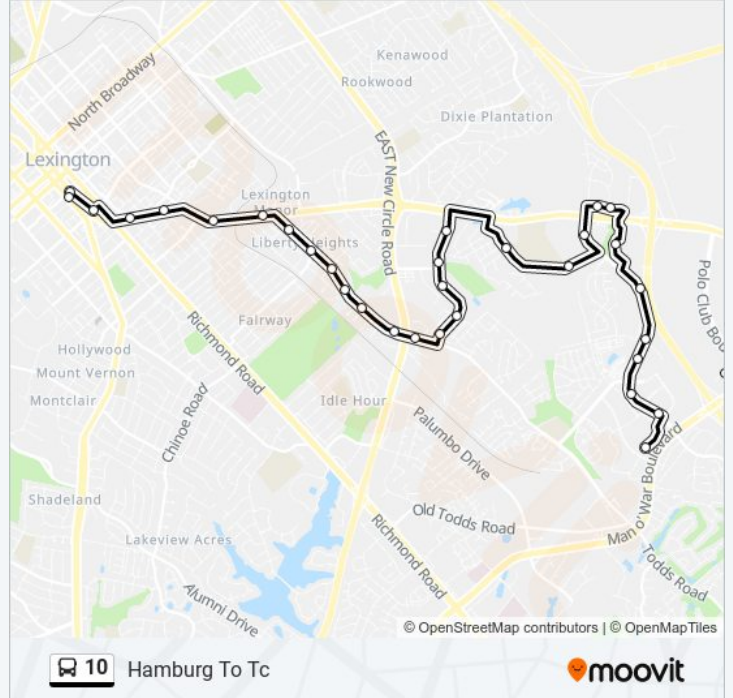 Kenawood
Rookwood
North Broadway
Dixie Plantation
EAST New Circle Road
Lexington
Lexington
Manor
Liberty Heights
Polo Club Bou
Fairway
Richmond Road
Hollywood
Mount Vernon
Montclair
Chinoe Road
Idle Hour
Palumbo Drive
Man o'War Boulevard
Shadeland
Old Todds Road
Lakeview Acres
Richmond Road
Todds Road
Alumni Drive
© OpenStreetMap contributors | © OpenMapTiles
10 Hamburg To Tc
moovit